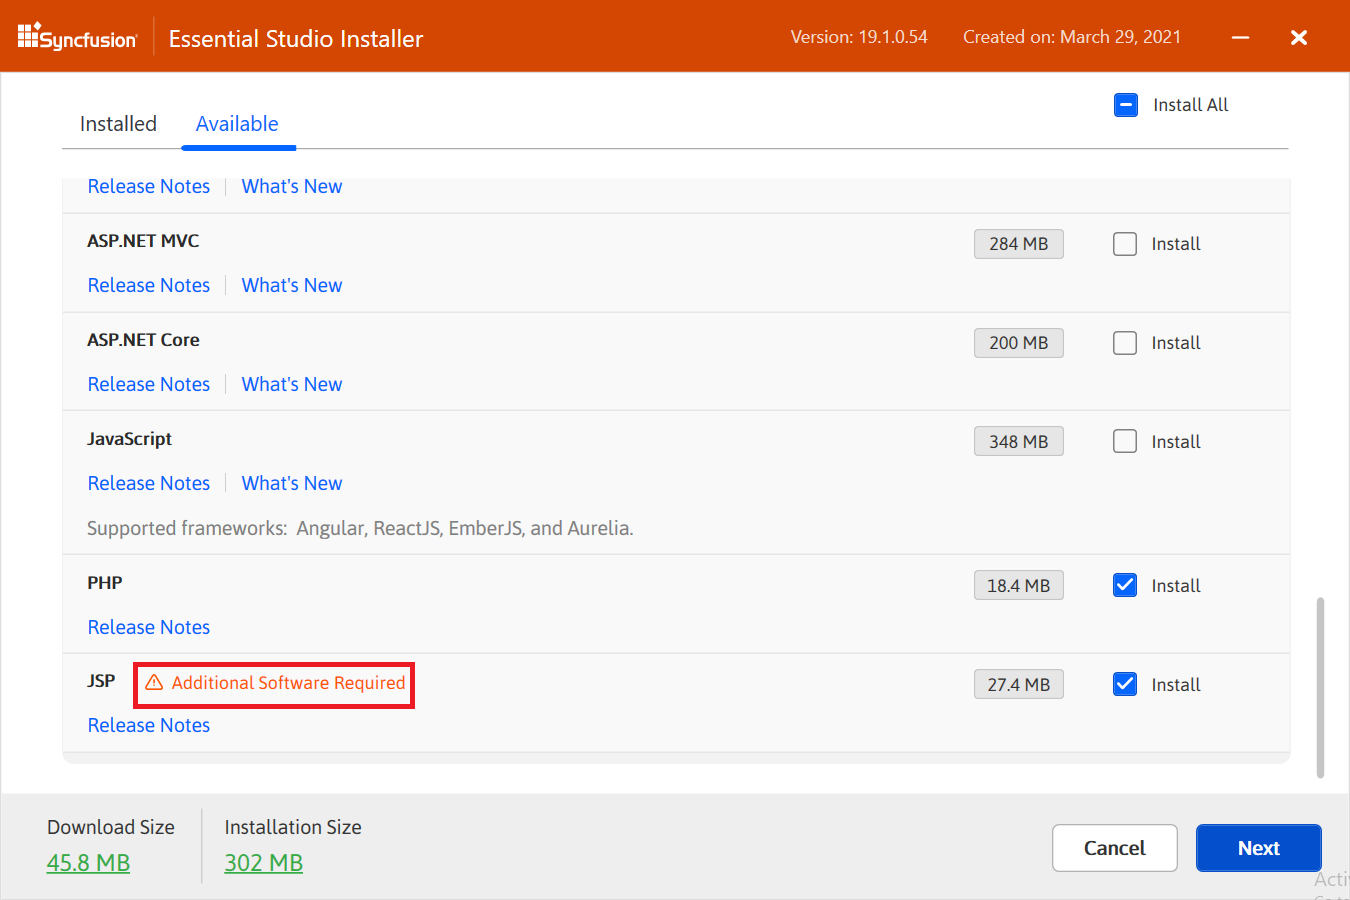 Syncfusion Essential Studio Installer Version: 19.1.0.54 Created on: March 29, 2021
Installed Available Install All
Release Notes What's New
ASP.NET MVC 284 MB Install
Release Notes What's New
ASP.NET Core 200 MB Install
Release Notes What's New
JavaScript 348 MB Install
Release Notes What's New
Supported frameworks: Angular, ReactJS, EmberJS, and Aurelia.
PHP 18.4 MB Install
Release Notes
JSP Additional Software Required 27.4 MB Install
Release Notes
Download Size Installation Size
45.8 MB 302 MB
Cancel Next
Acti